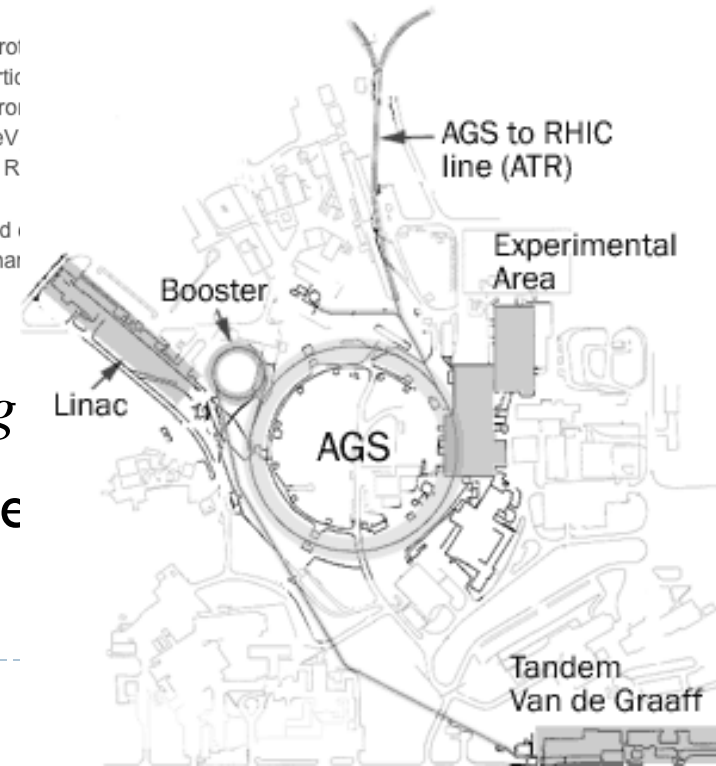 AGS to RHIC
line (ATR)
Experimental
Area
Booster
Linac
AGS
Tandem
Van de Graaff